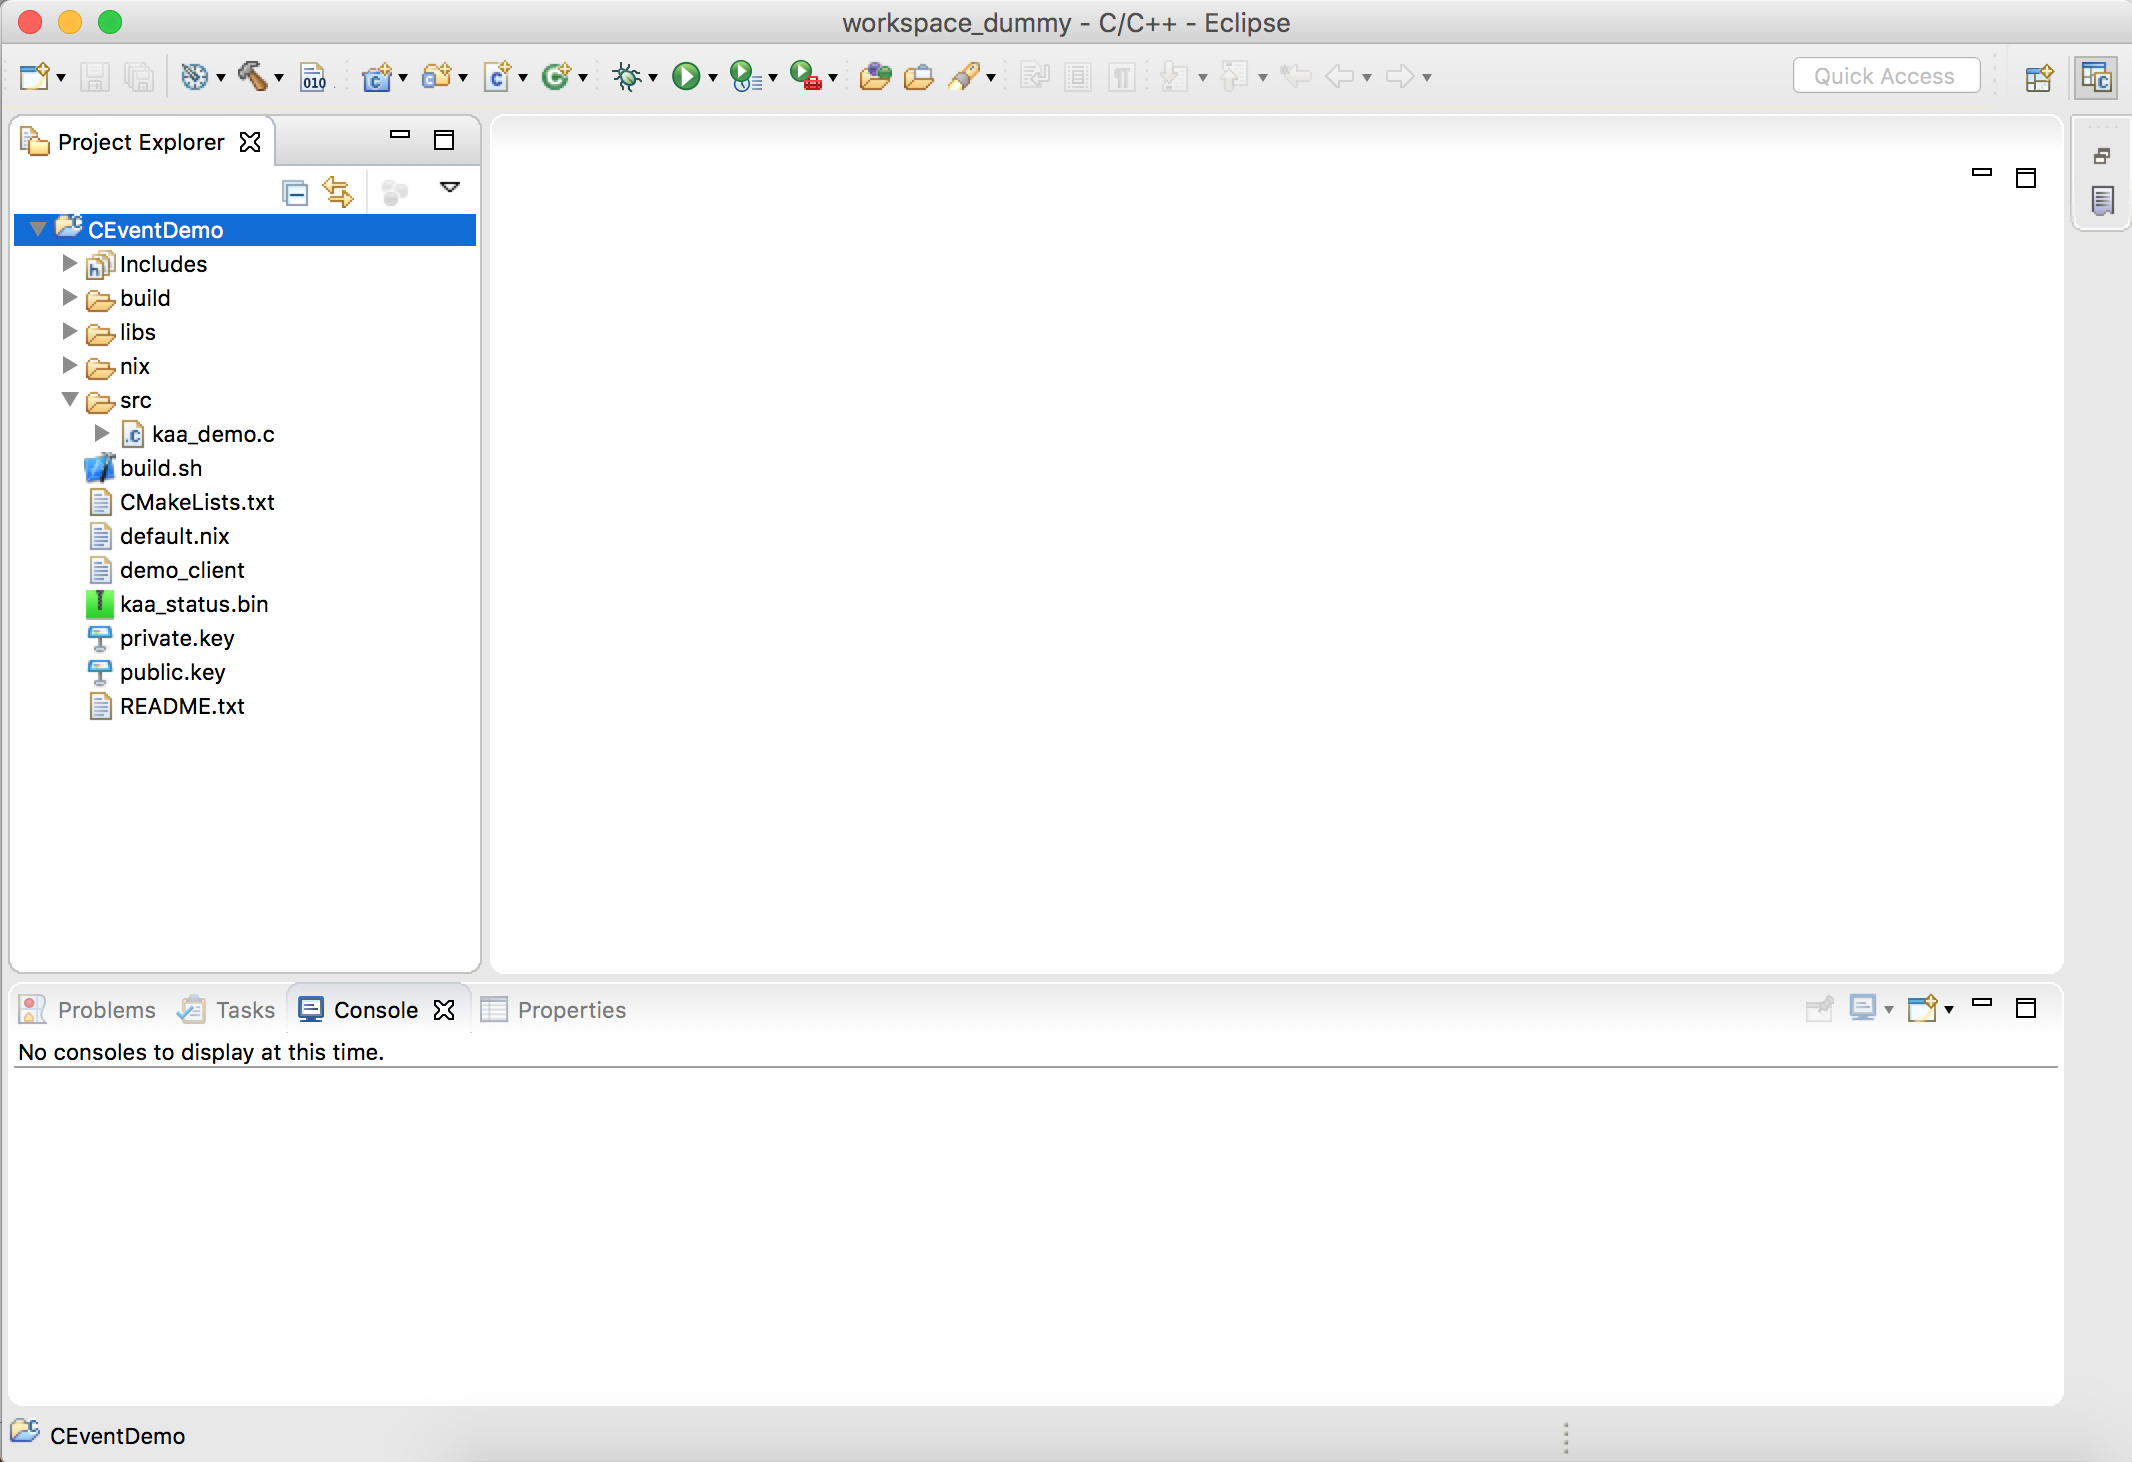 workspace_dummy - C/C++ - Eclipse
010
Quick Access
Project Explorer
CEventDemo
Includes
build
libs
nix
src
kaa_demo.c
build.sh
CMakeLists.txt
default.nix
demo_client
kaa_status.bin
private.key
public.key
README.txt
Problems Tasks Console Properties
No consoles to display at this time.
CEventDemo